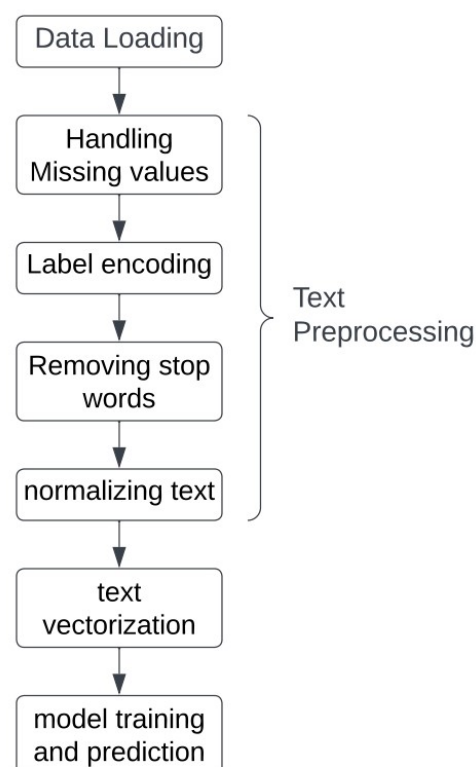 Data Loading
Handling
Missing values
Label encoding
Removing stop
words
normalizing text
Text
Preprocessing
text
vectorization
model training
and prediction